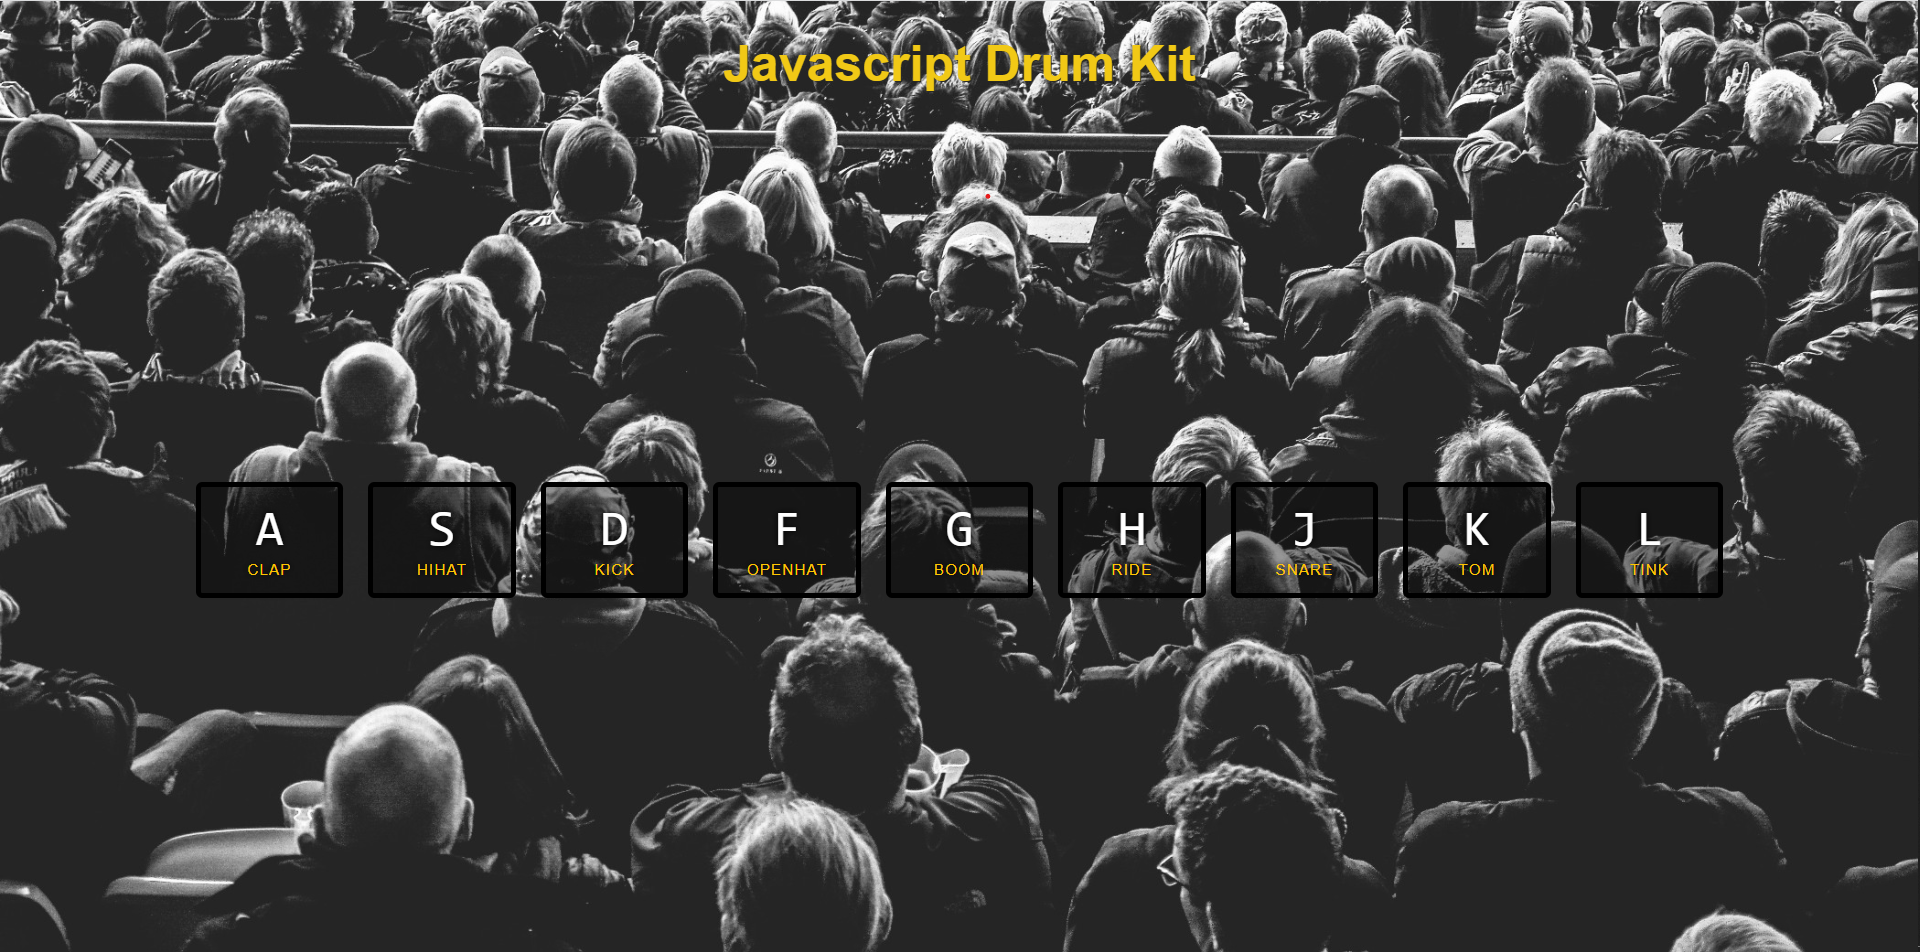 Javascript Drum Kit
A S D F G H J K L
CLAP HIHAT KICK OPENHAT BOOM RIDE SNARE TOM TINK